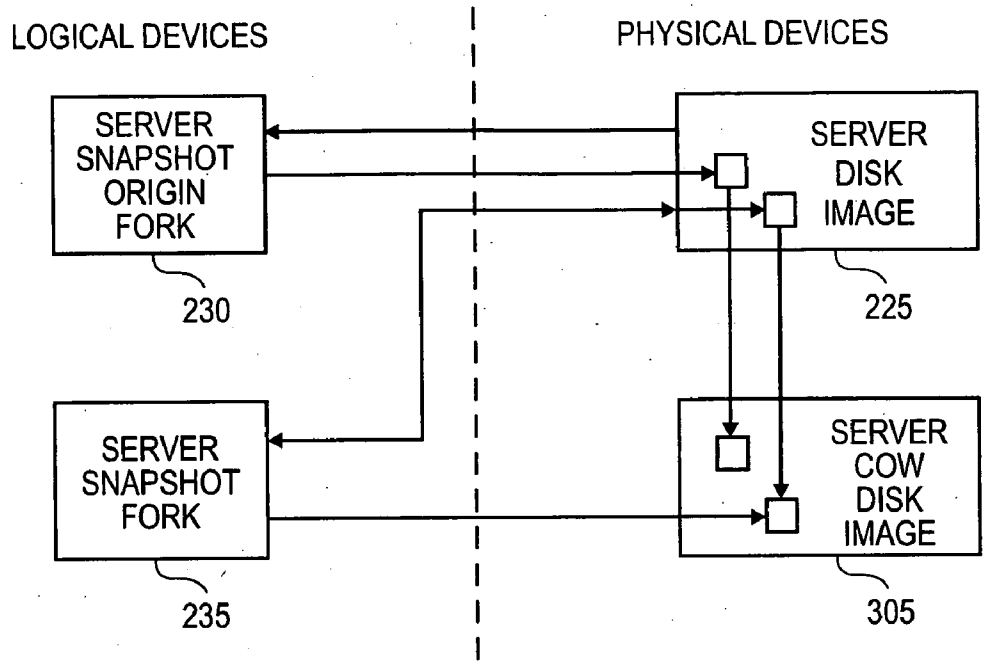 LOGICAL DEVICES
PHYSICAL DEVICES
SERVER
SNAPSHOT
ORIGIN
FORK
230
SERVER
DISK
IMAGE
225
SERVER
SNAPSHOT
FORK
235
SERVER
COW
DISK
IMAGE
305